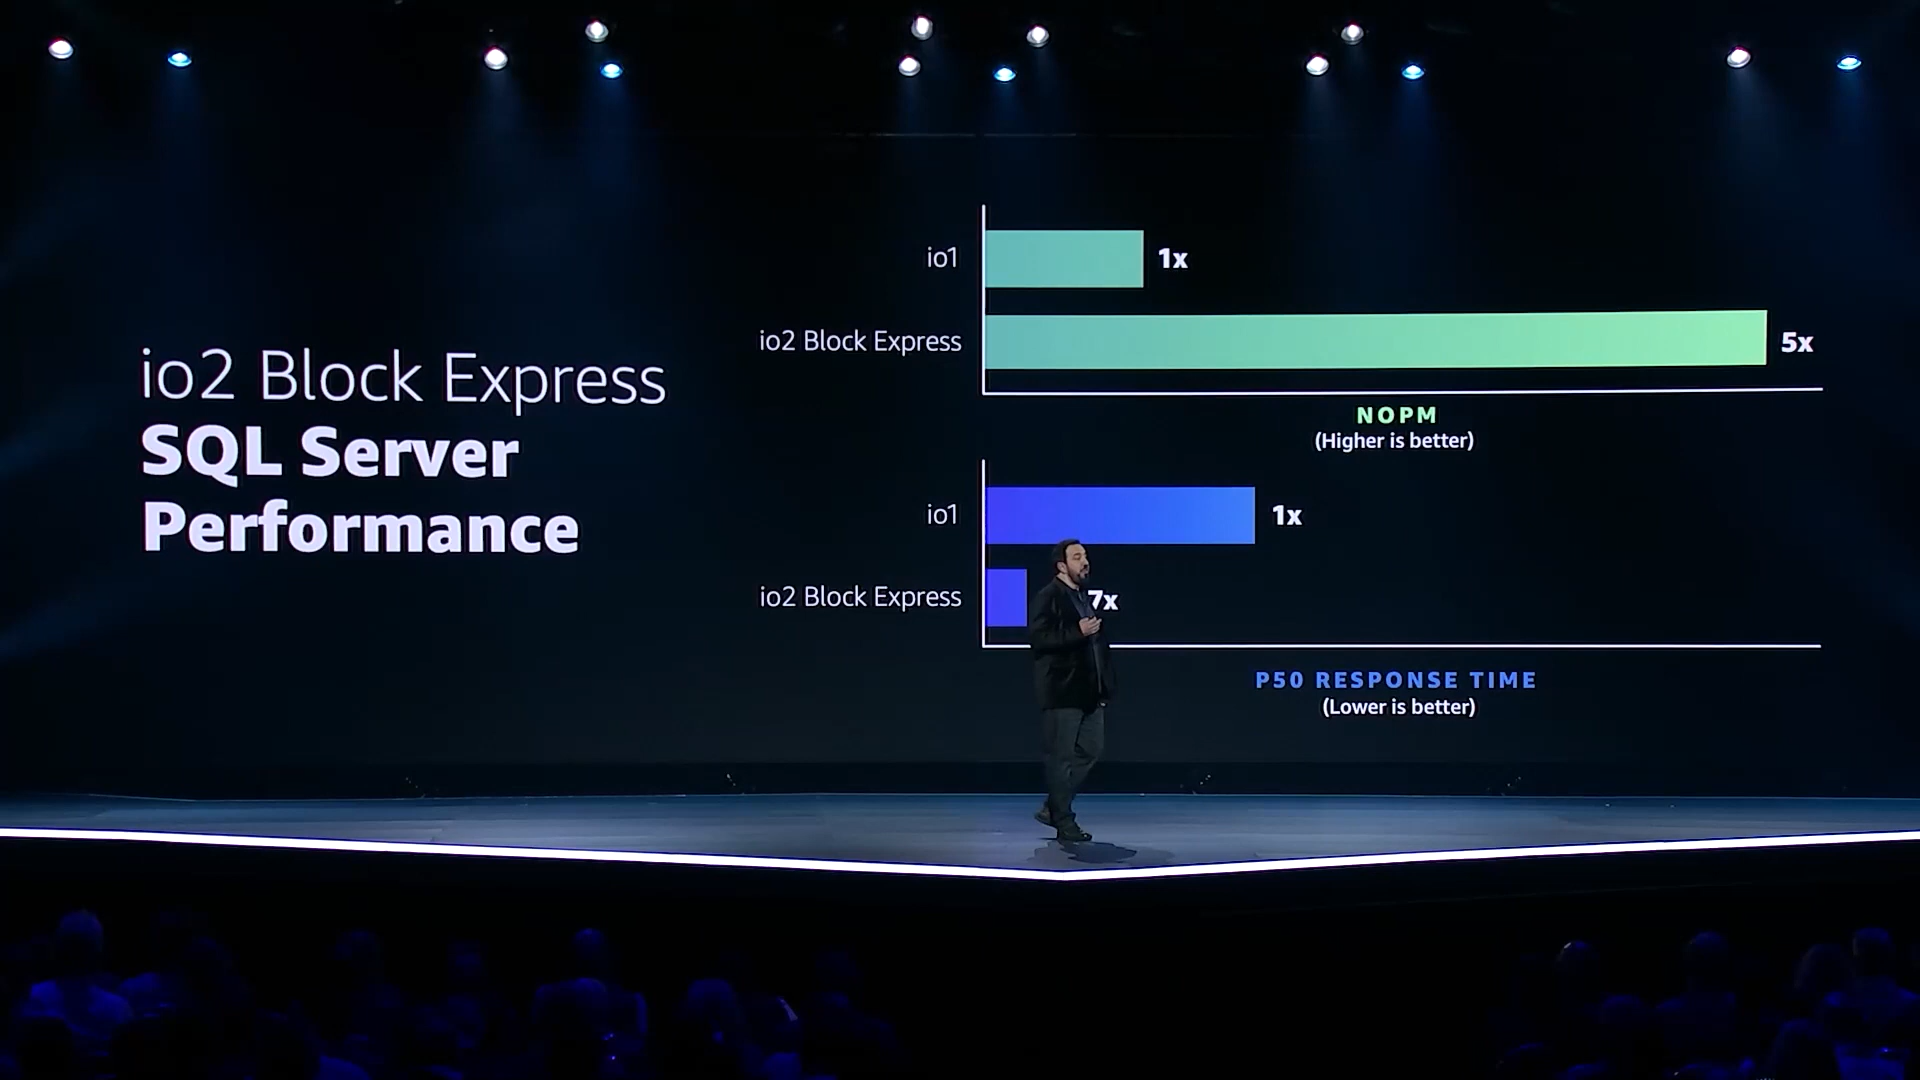 io2 Block Express
SQL Server
Performance
io1
1x
io2 Block Express
5x
NOPM
(Higher is better)
io1
1x
io2 Block Express
7x
P50 RESPONSE TIME
(Lower is better)